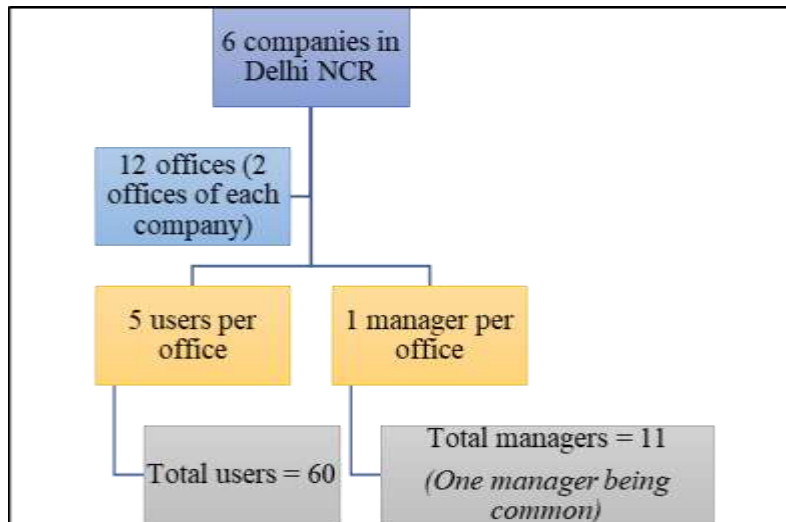 6 companies in
Delhi NCR
12 offices (2
offices of each
company)
5 users per
office
1 manager per
office
Total users = 60
Total managers = 11
(One manager being
common)